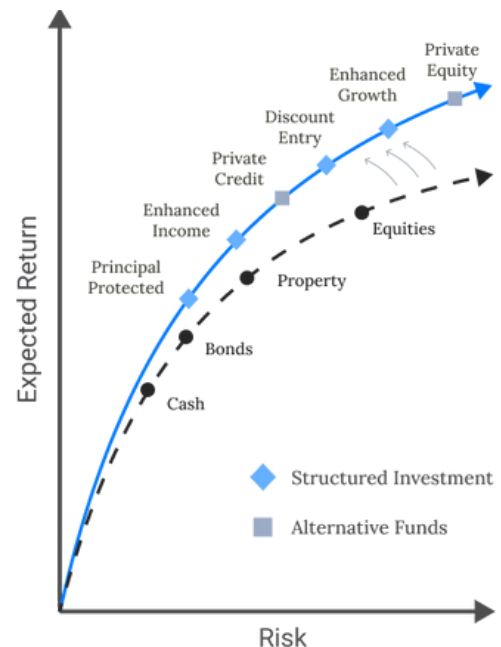 Private
Equity
Enhanced
Growth
Discount
Entry
Private
Credit
Enhanced
Income
Equities
Principal
Protected
Property
Bonds
Cash
Expected Return
Structured Investment
Alternative Funds
Risk